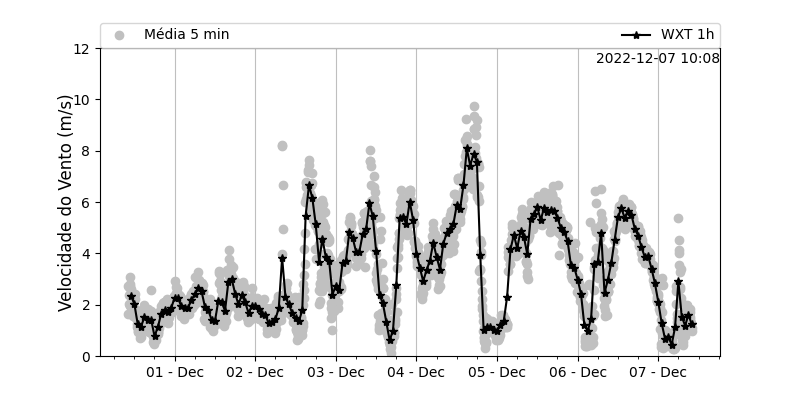 Média 5 min
WXT 1h
2022-12-07 10:08
Velocidade do Vento (m/s)
12
10
8
6
4
2
0
01 - Dec
02 - Dec
03 - Dec
04 - Dec
05 - Dec
06 - Dec
07 - Dec